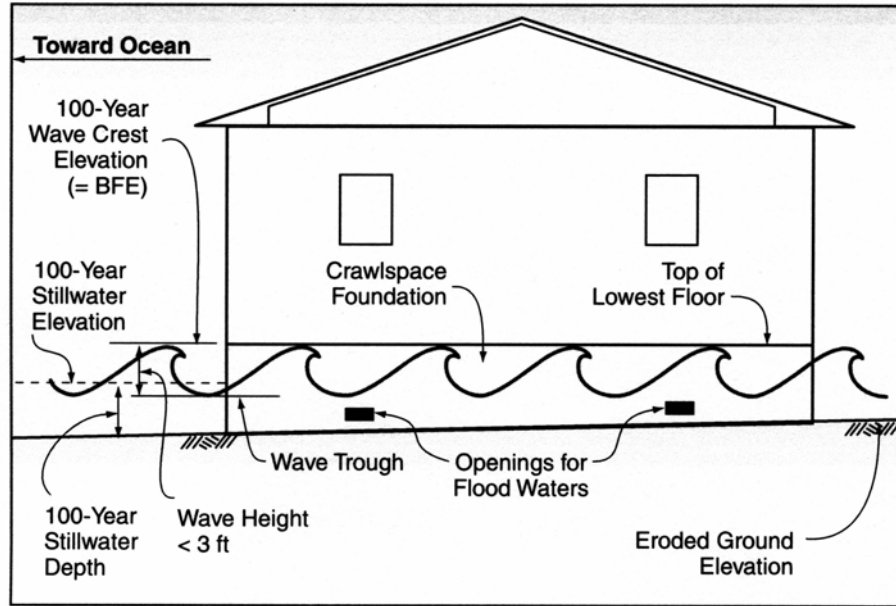 Toward Ocean
100-Year
Wave Crest
Elevation
(= BFE)
100-Year
Stillwater
Elevation
Crawlspace
Foundation
Top of
Lowest Floor
Wave Trough
Openings for
Flood Waters
100-Year
Stillwater
Depth
Wave Height
< 3 ft
Eroded Ground
Elevation